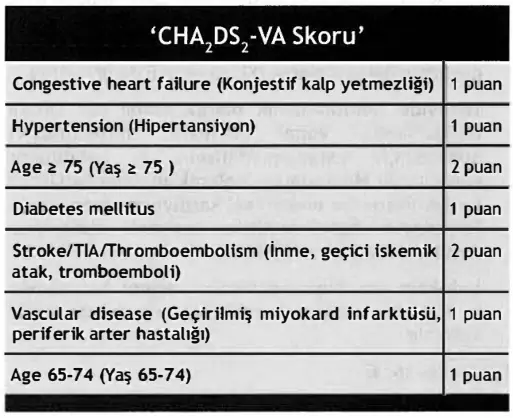 ‘CHA₂DS₂-VA Skoru’
Congestive heart failure (Konjestif kalp yetmezliği) 1 puan
Hypertension (Hipertansiyon) 1 puan
Age ≥ 75 (Yaş ≥ 75 ) 2 puan
Diabetes mellitus 1 puan
Stroke/TIA/Thromboembolism (İnme, geçici iskemik 2 puan
atak, tromboemboli)
Vascular disease (Geçirilmiş miyokard infarktüsü, 1 puan
periferik arter hastalığı)
Age 65-74 (Yaş 65-74) 1 puan